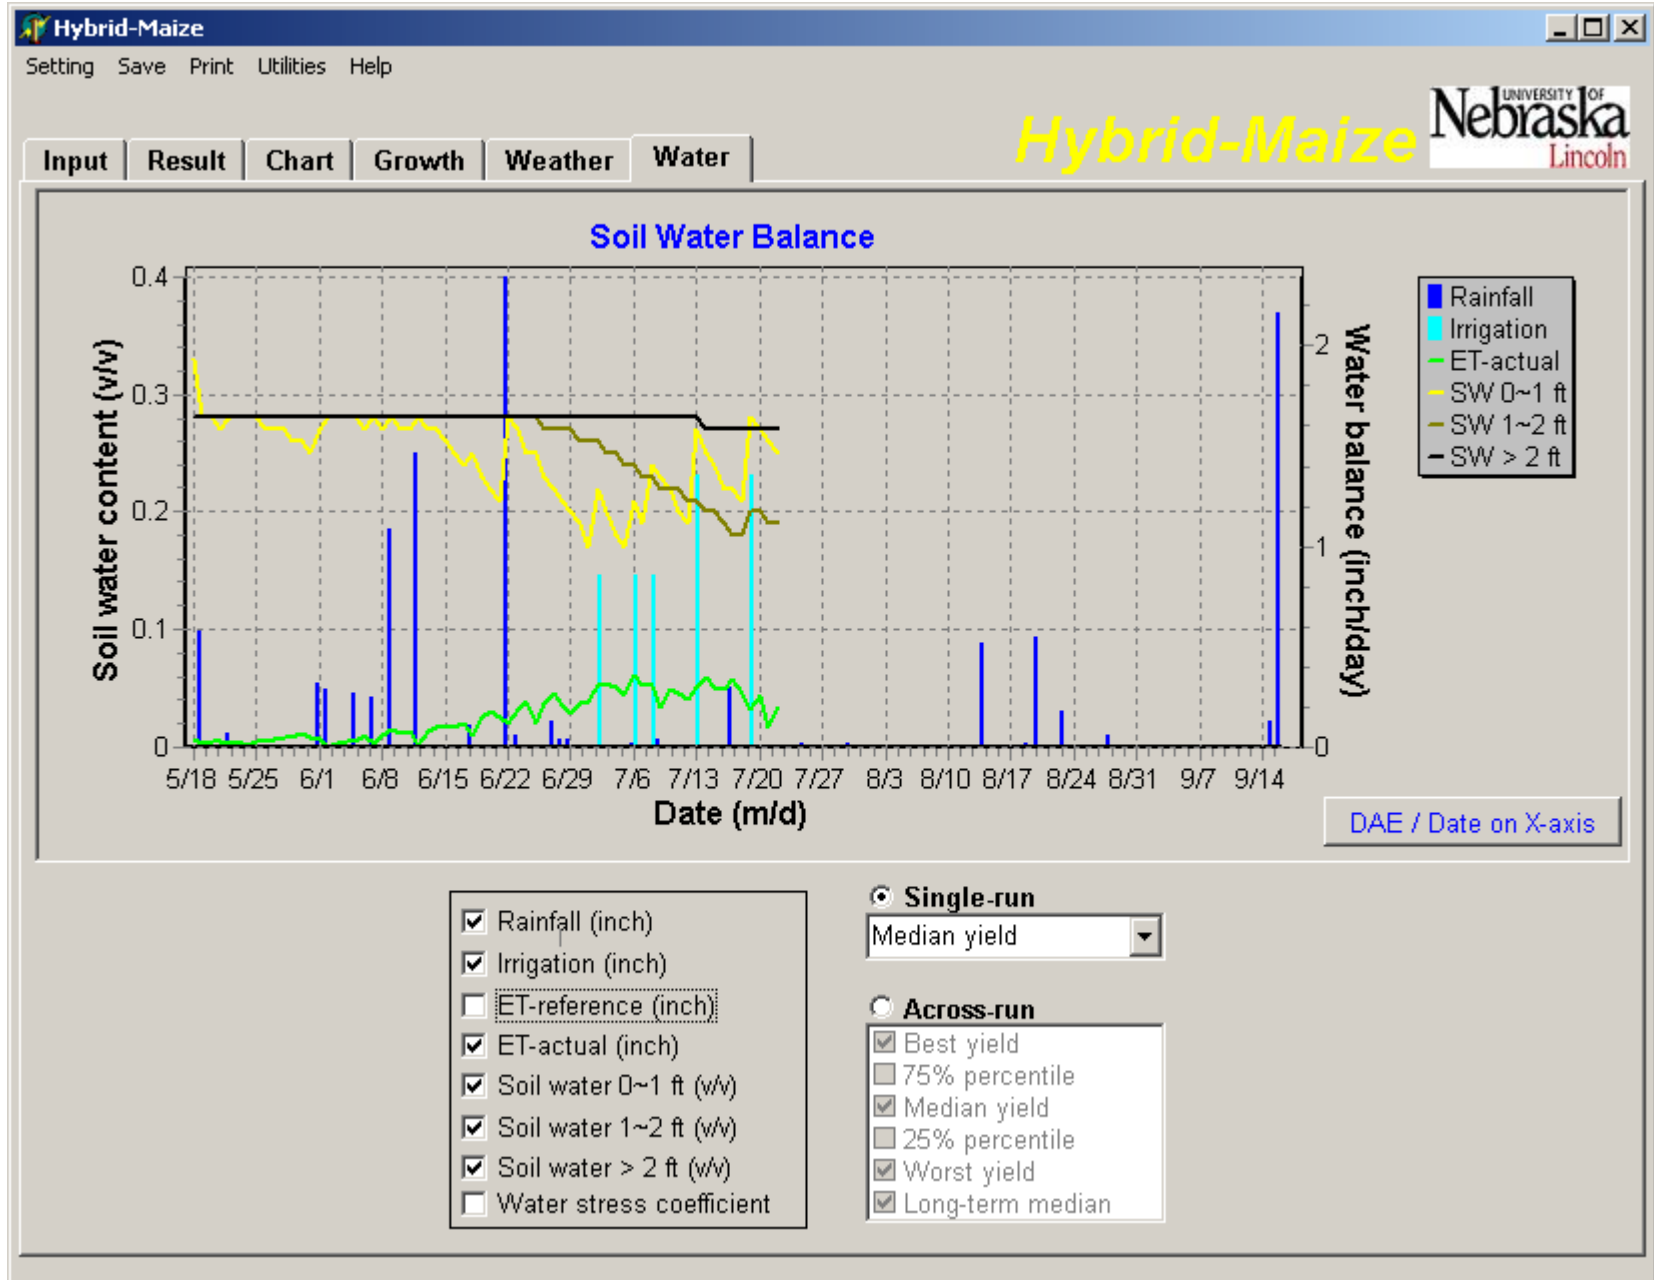 Hybrid-Maize
Setting Save Print Utilities Help
Hybrid-Maize
UNIVERSITY OF
Nebraska
Lincoln
Input Result Chart Growth Weather Water
Soil Water Balance
Soil water content (v/v)
0.4
0.3
0.2
0.1
0
Water balance (inch/day)
2
1
0
5/18 5/25 6/1 6/8 6/15 6/22 6/29 7/6 7/13 7/20 7/27 8/3 8/10 8/17 8/24 8/31 9/7 9/14
Date (m/d)
Rainfall
Irrigation
ET-actual
SW 0~1 ft
SW 1~2 ft
SW > 2 ft
DAE / Date on X-axis
Rainfall (inch)
Irrigation (inch)
ET-reference (inch)
ET-actual (inch)
Soil water 0~1 ft (v/v)
Soil water 1~2 ft (v/v)
Soil water > 2 ft (v/v)
Water stress coefficient
Single-run
Median yield
Across-run
Best yield
75% percentile
Median yield
25% percentile
Worst yield
Long-term median